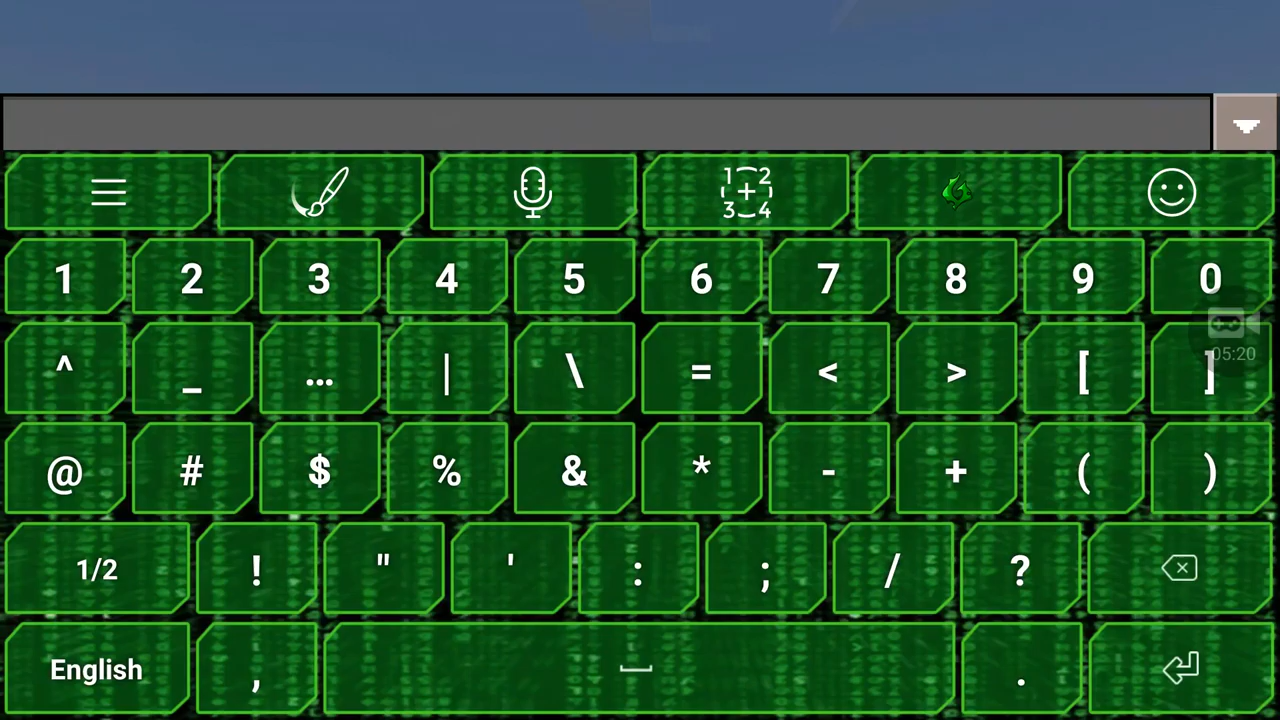 1 2 3 4
1 2 3 4 5 6 7 8 9 0
05:20
^ _ … | \ = < > [ ]
@ # $ % & * - + ( )
1/2 ! " ' : ; / ?
English , .